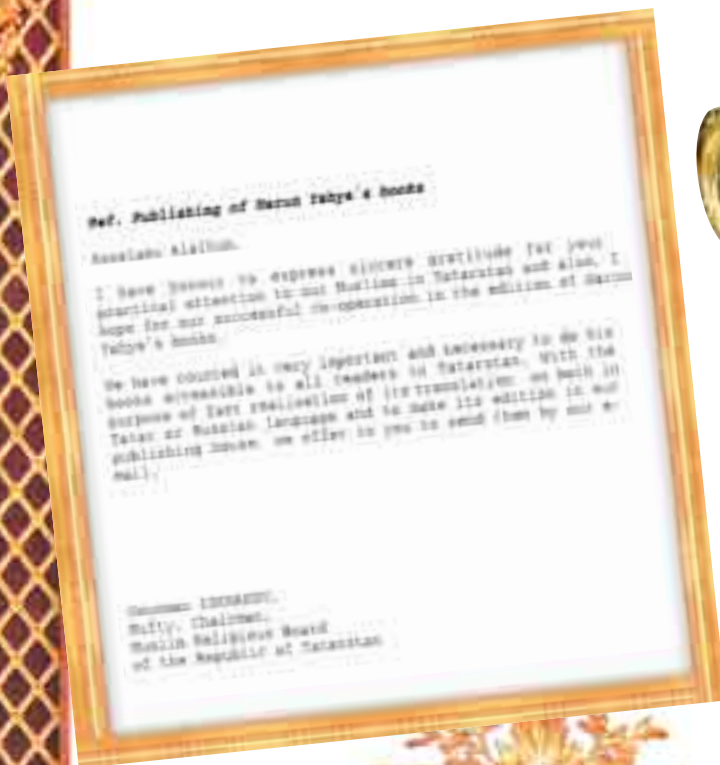 Ref. Publishing of Harun Yahya's books
Assalamu Alaikum,
I have honour to express sincere gratitude for your
practical attention to our Muslims in Tatarstan and also, I
hope for our successful co-operation in the edition of Harun
Yahya's books.
We have counted in very important and necessary to do his
books accessible to all readers in Tatarstan. With the
purpose of fast realisation of its translation on both in
Tatar or Russian language and to make its edition in our
publishing house, we offer to you to send them by our e-
mail.
Mufty, Chairman,
Muslim Religious Board
of the Republic of Tatarstan